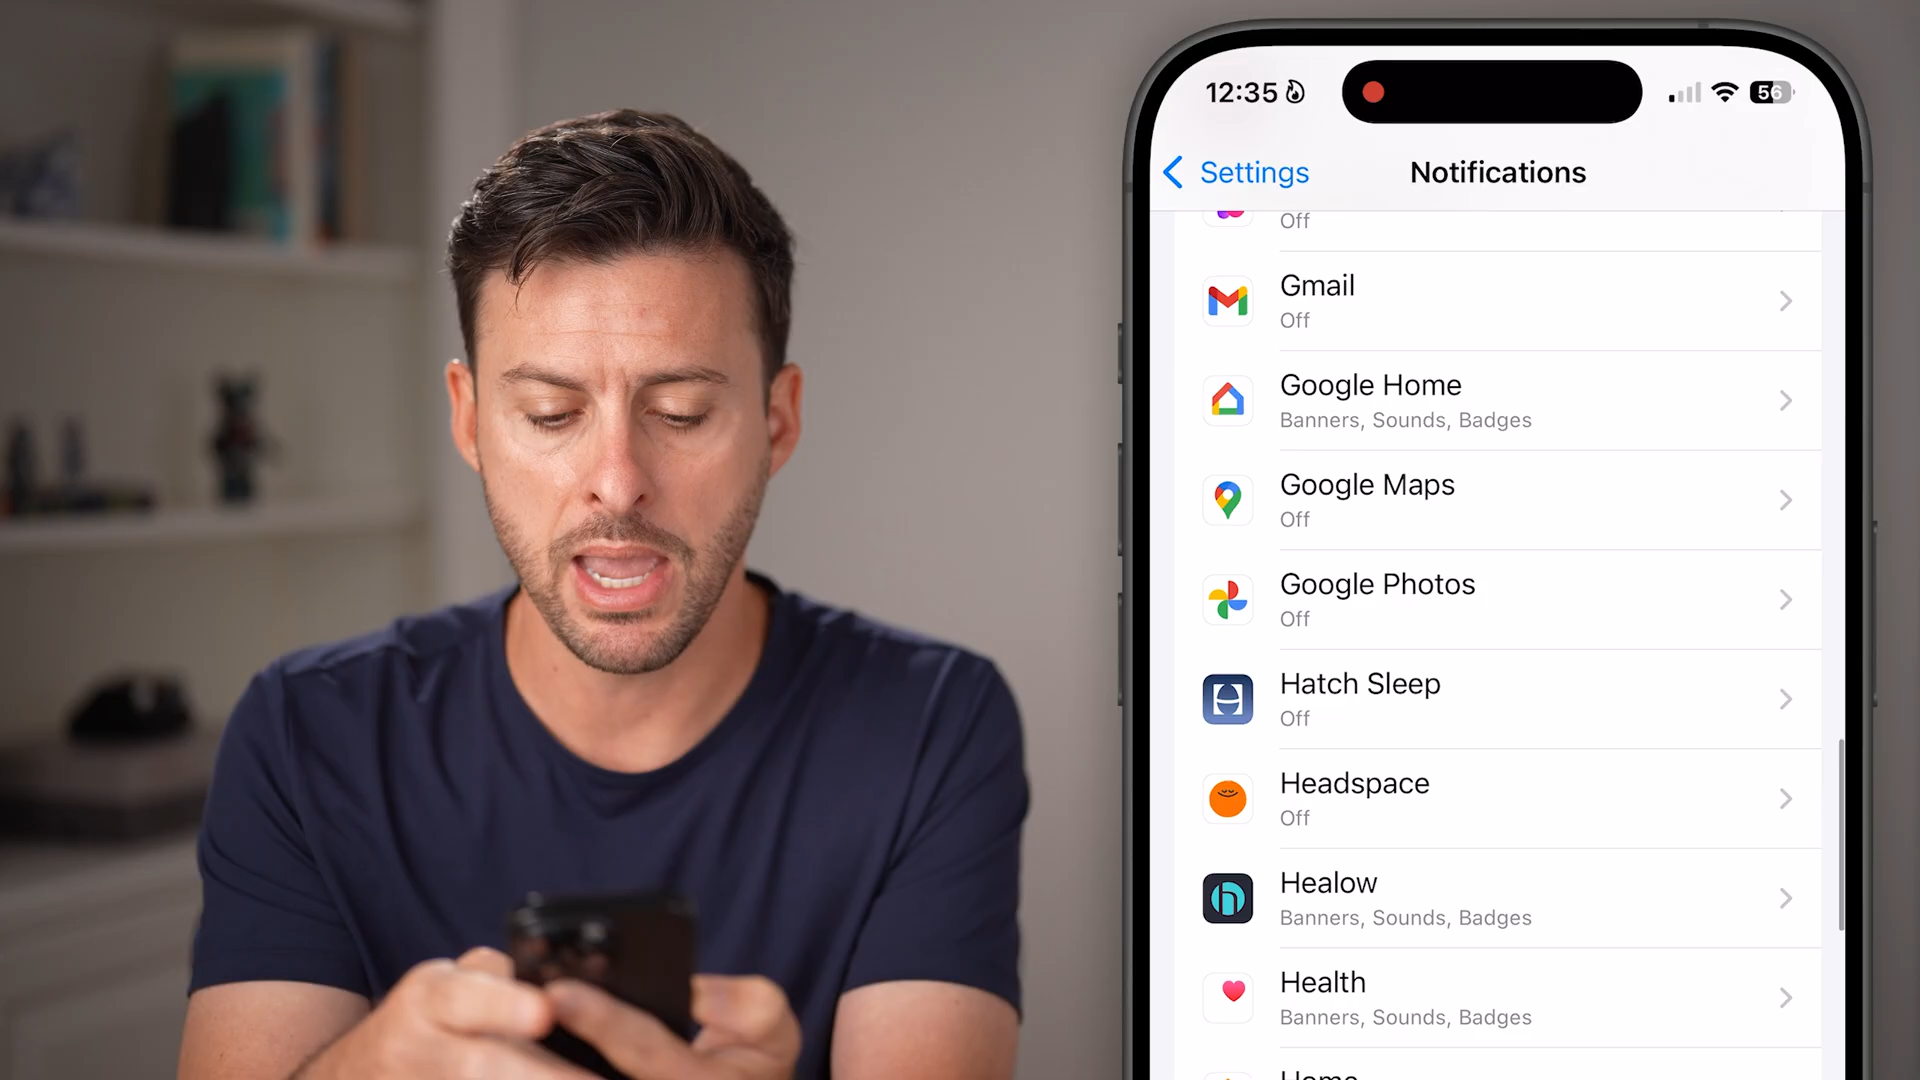 12:35
56
Settings
Notifications
Off
Gmail
Off
Google Home
Banners, Sounds, Badges
Google Maps
Off
Google Photos
Off
Hatch Sleep
Off
Headspace
Off
Healow
Banners, Sounds, Badges
Health
Banners, Sounds, Badges
Home